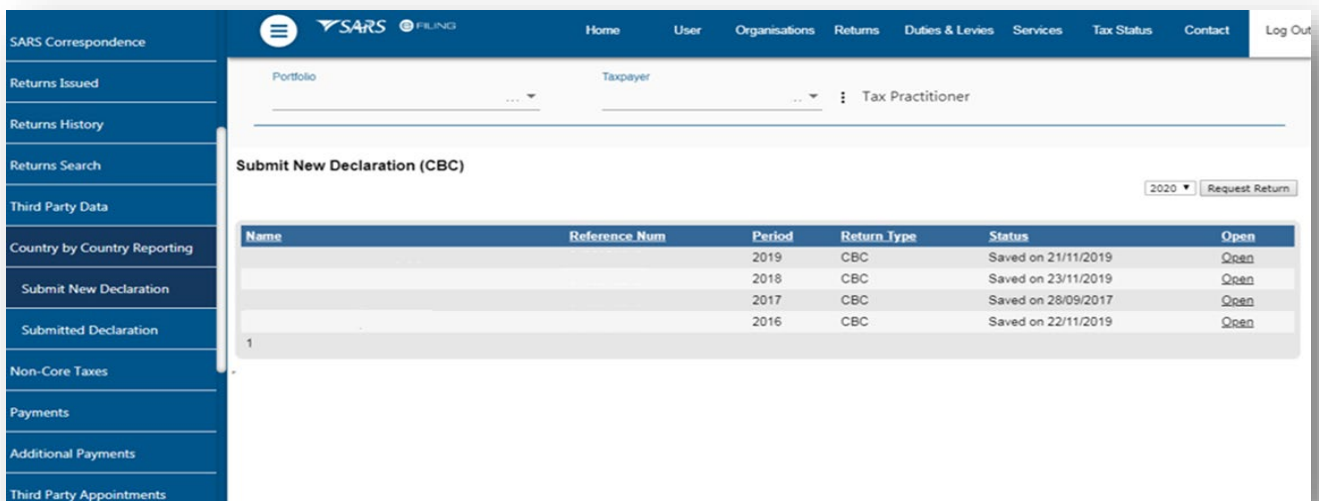 SARS eFILING
Home User Organisations Returns Duties & Levies Services Tax Status Contact Log Out
SARS Correspondence
Returns Issued
Returns History
Returns Search
Third Party Data
Country by Country Reporting
Submit New Declaration
Submitted Declaration
Non-Core Taxes
Payments
Additional Payments
Third Party Appointments
Portfolio Taxpayer
... ... Tax Practitioner
Submit New Declaration (CBC)
2020 Request Return
Name Reference Num Period Return Type Status Open
2019 CBC Saved on 21/11/2019 Open
2018 CBC Saved on 23/11/2019 Open
2017 CBC Saved on 28/09/2017 Open
2016 CBC Saved on 22/11/2019 Open
1